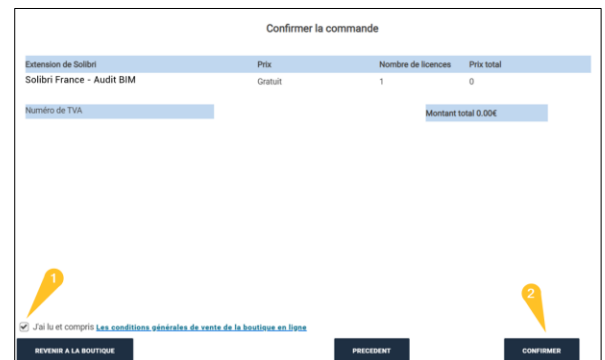 Confirmer la commande
Extension de Solibri Prix Nombre de licences Prix total
Solibri France - Audit BIM Gratuit 1 0
Numéro de TVA Montant total 0.00€
1
2
J'ai lu et compris Les conditions générales de vente de la boutique en ligne
REVENIR A LA BOUTIQUE PRECEDENT CONFIRMER